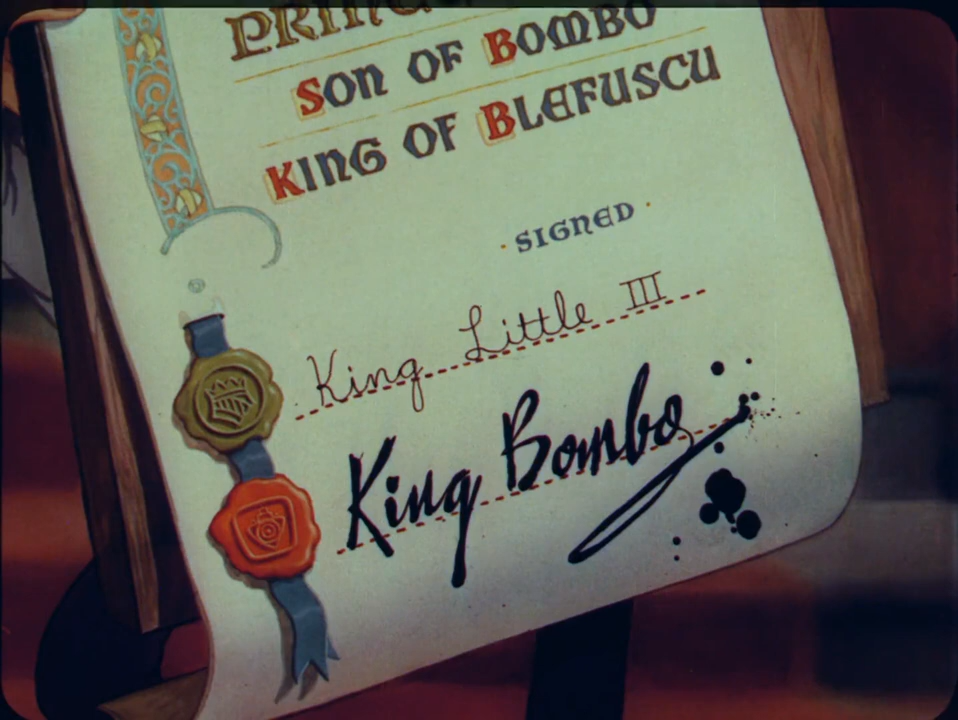 SON OF BOMBO
KING OF BLEFUSCU
· SIGNED ·
King Little III
King Bombo